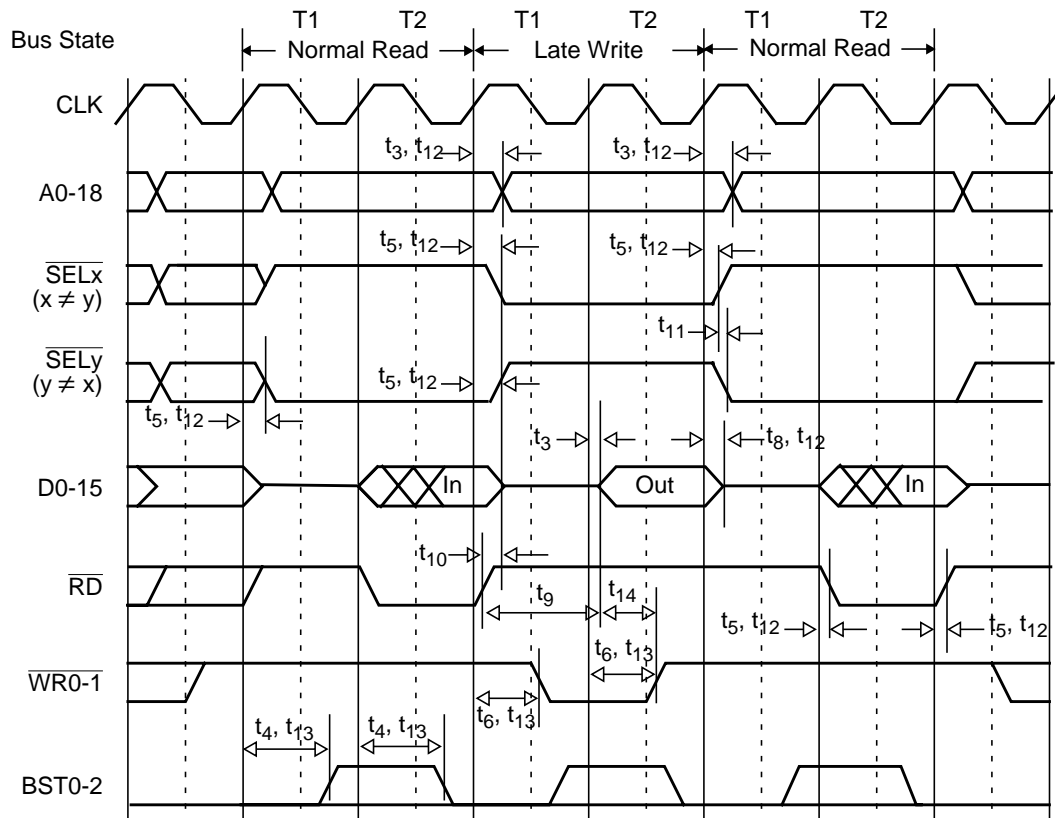 T1 T2 T1 T2 T1 T2
Bus State Normal Read Late Write Normal Read
CLK
t3, t12 t3, t12
A0-18
t5, t12 t5, t12
SELx
(x ≠ y)
t11
SELy
(y ≠ x) t5, t12
t5, t12 t3 t8, t12
D0-15 In Out In
t10
RD
t9 t14
t5, t12 t5, t12
t6, t13
WR0-1
t6, t13
t4, t13 t4, t13
BST0-2